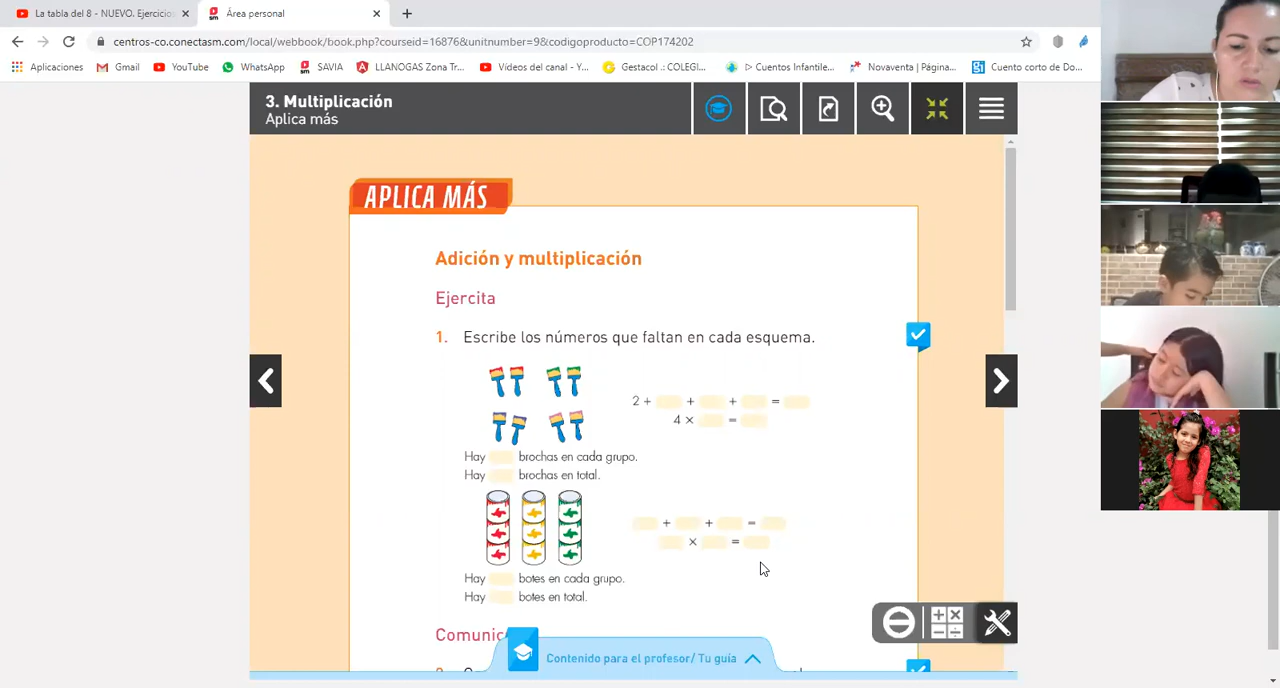 La tabla del 8 - NUEVO. Ejercicios
Área personal
centros-co.conectasm.com/local/webbook/book.php?courseid=16876&unitnumber=9&codigoproducto=COP174202
Aplicaciones
Gmail
YouTube
WhatsApp
SAVIA
LLANOGAS Zona Tr...
Vídeos del canal - Y...
Gestacol .: COLEGI...
▷ Cuentos Infantile...
Novaventa | Página...
Cuento corto de Do...
3. Multiplicación
Aplica más
APLICA MÁS
Adición y multiplicación
Ejercita
1. Escribe los números que faltan en cada esquema.
2 + + + =
4 × =
Hay brochas en cada grupo.
Hay brochas en total.
+ + =
× =
Hay botes en cada grupo.
Hay botes en total.
Comunic
Contenido para el profesor/ Tu guía